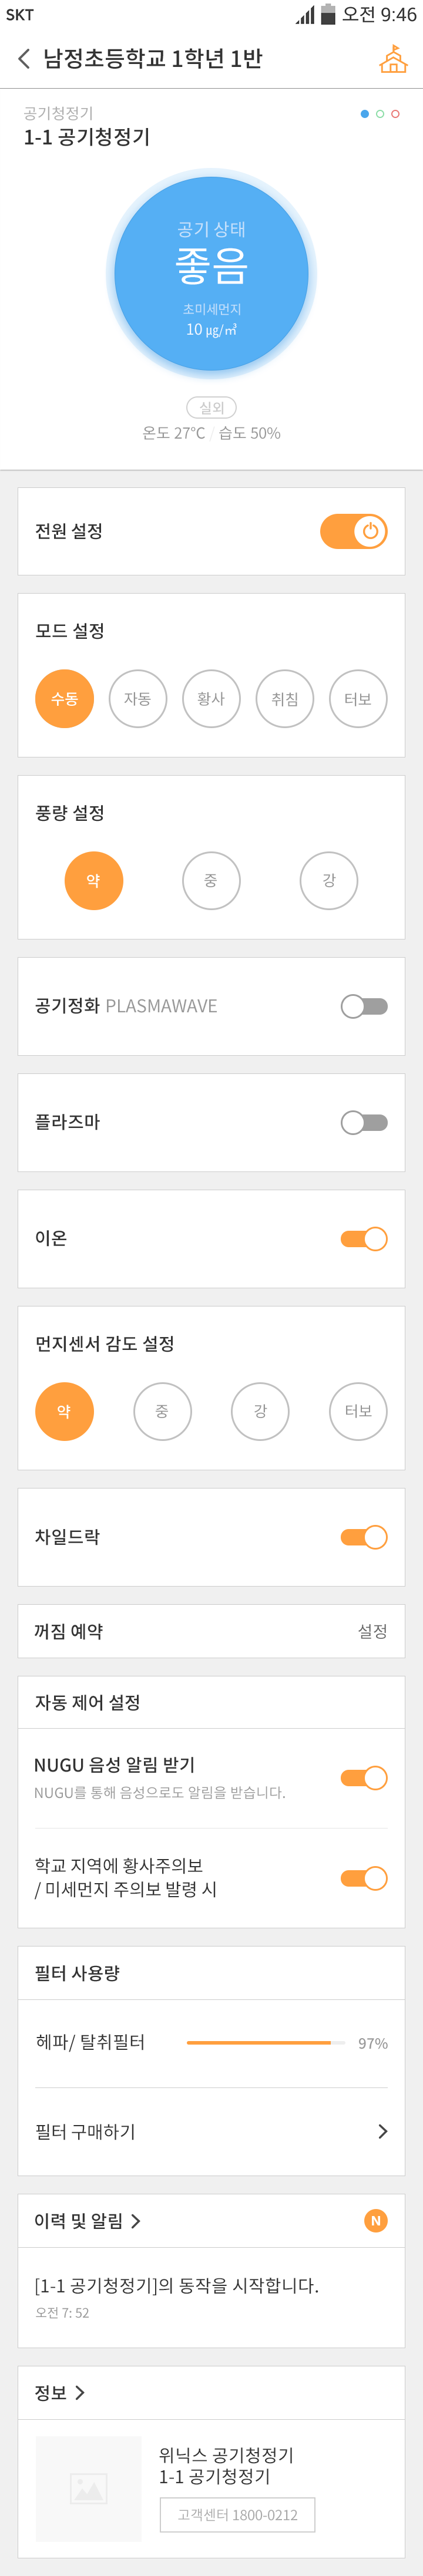 SKT 오전 9:46
남정초등학교 1학년 1반
공기청정기
1-1 공기청정기
공기 상태
좋음
초미세먼지
10 μg/㎥
실외
온도 27℃ / 습도 50%
전원 설정
모드 설정
수동 자동 황사 취침 터보
풍량 설정
약 중 강
공기정화 PLASMAWAVE
플라즈마
이온
먼지센서 감도 설정
약 중 강 터보
차일드락
꺼짐 예약 설정
자동 제어 설정
NUGU 음성 알림 받기
NUGU를 통해 음성으로도 알림을 받습니다.
학교 지역에 황사주의보
/ 미세먼지 주의보 발령 시
필터 사용량
헤파/ 탈취필터 97%
필터 구매하기
이력 및 알림 N
[1-1 공기청정기]의 동작을 시작합니다.
오전 7: 52
정보
위닉스 공기청정기
1-1 공기청정기
고객센터 1800-0212